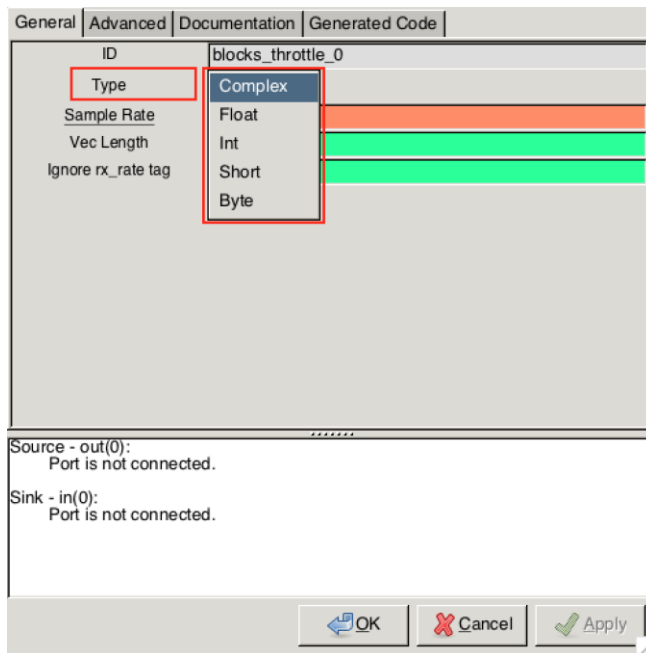 General Advanced Documentation Generated Code
ID blocks_throttle_0
Type Complex
Sample Rate Float
Vec Length Int
Ignore rx_rate tag Short
Byte
Source - out(0):
Port is not connected.
Sink - in(0):
Port is not connected.
OK Cancel Apply